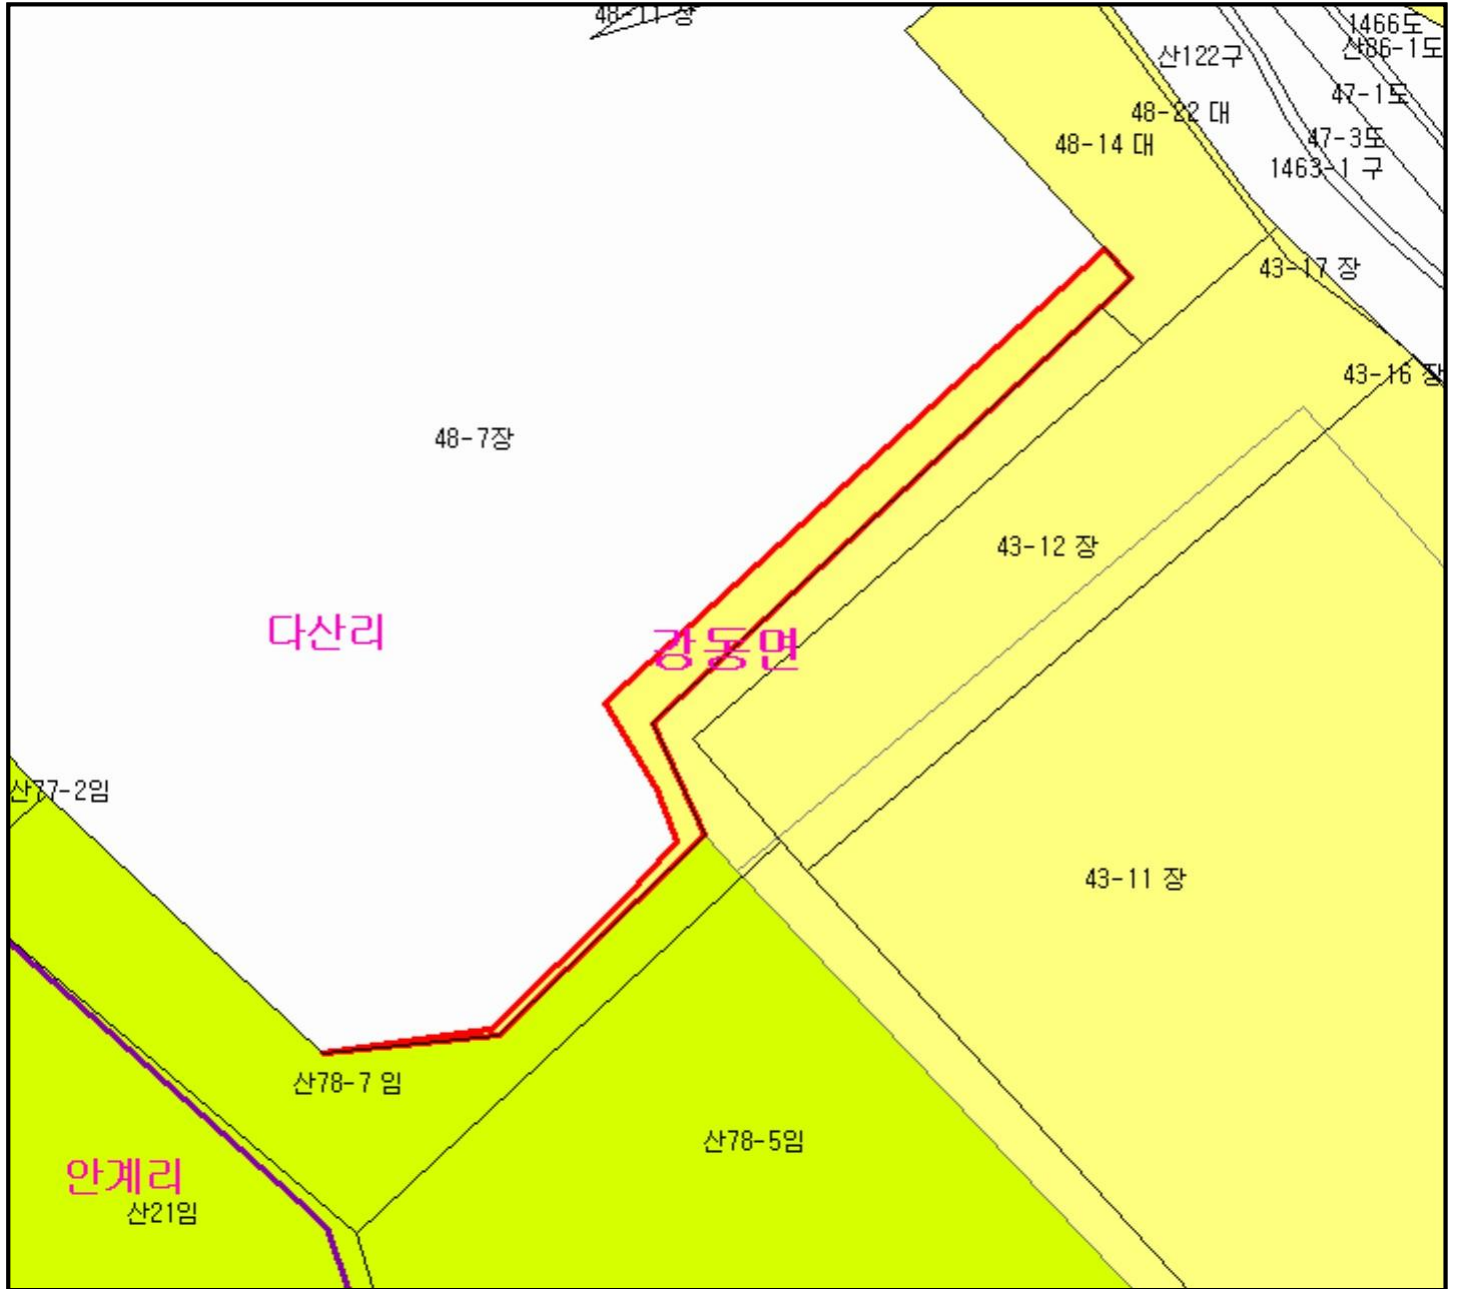 48-11 장
1466도
산86-1도
산122구
47-1도
48-22 대
47-3도
48-14 대
1463-1 구
43-17 장
43-16 장
48-7장
43-12 장
다산리
강동면
산77-2임
43-11 장
산78-7 임
산78-5임
안계리
산21임